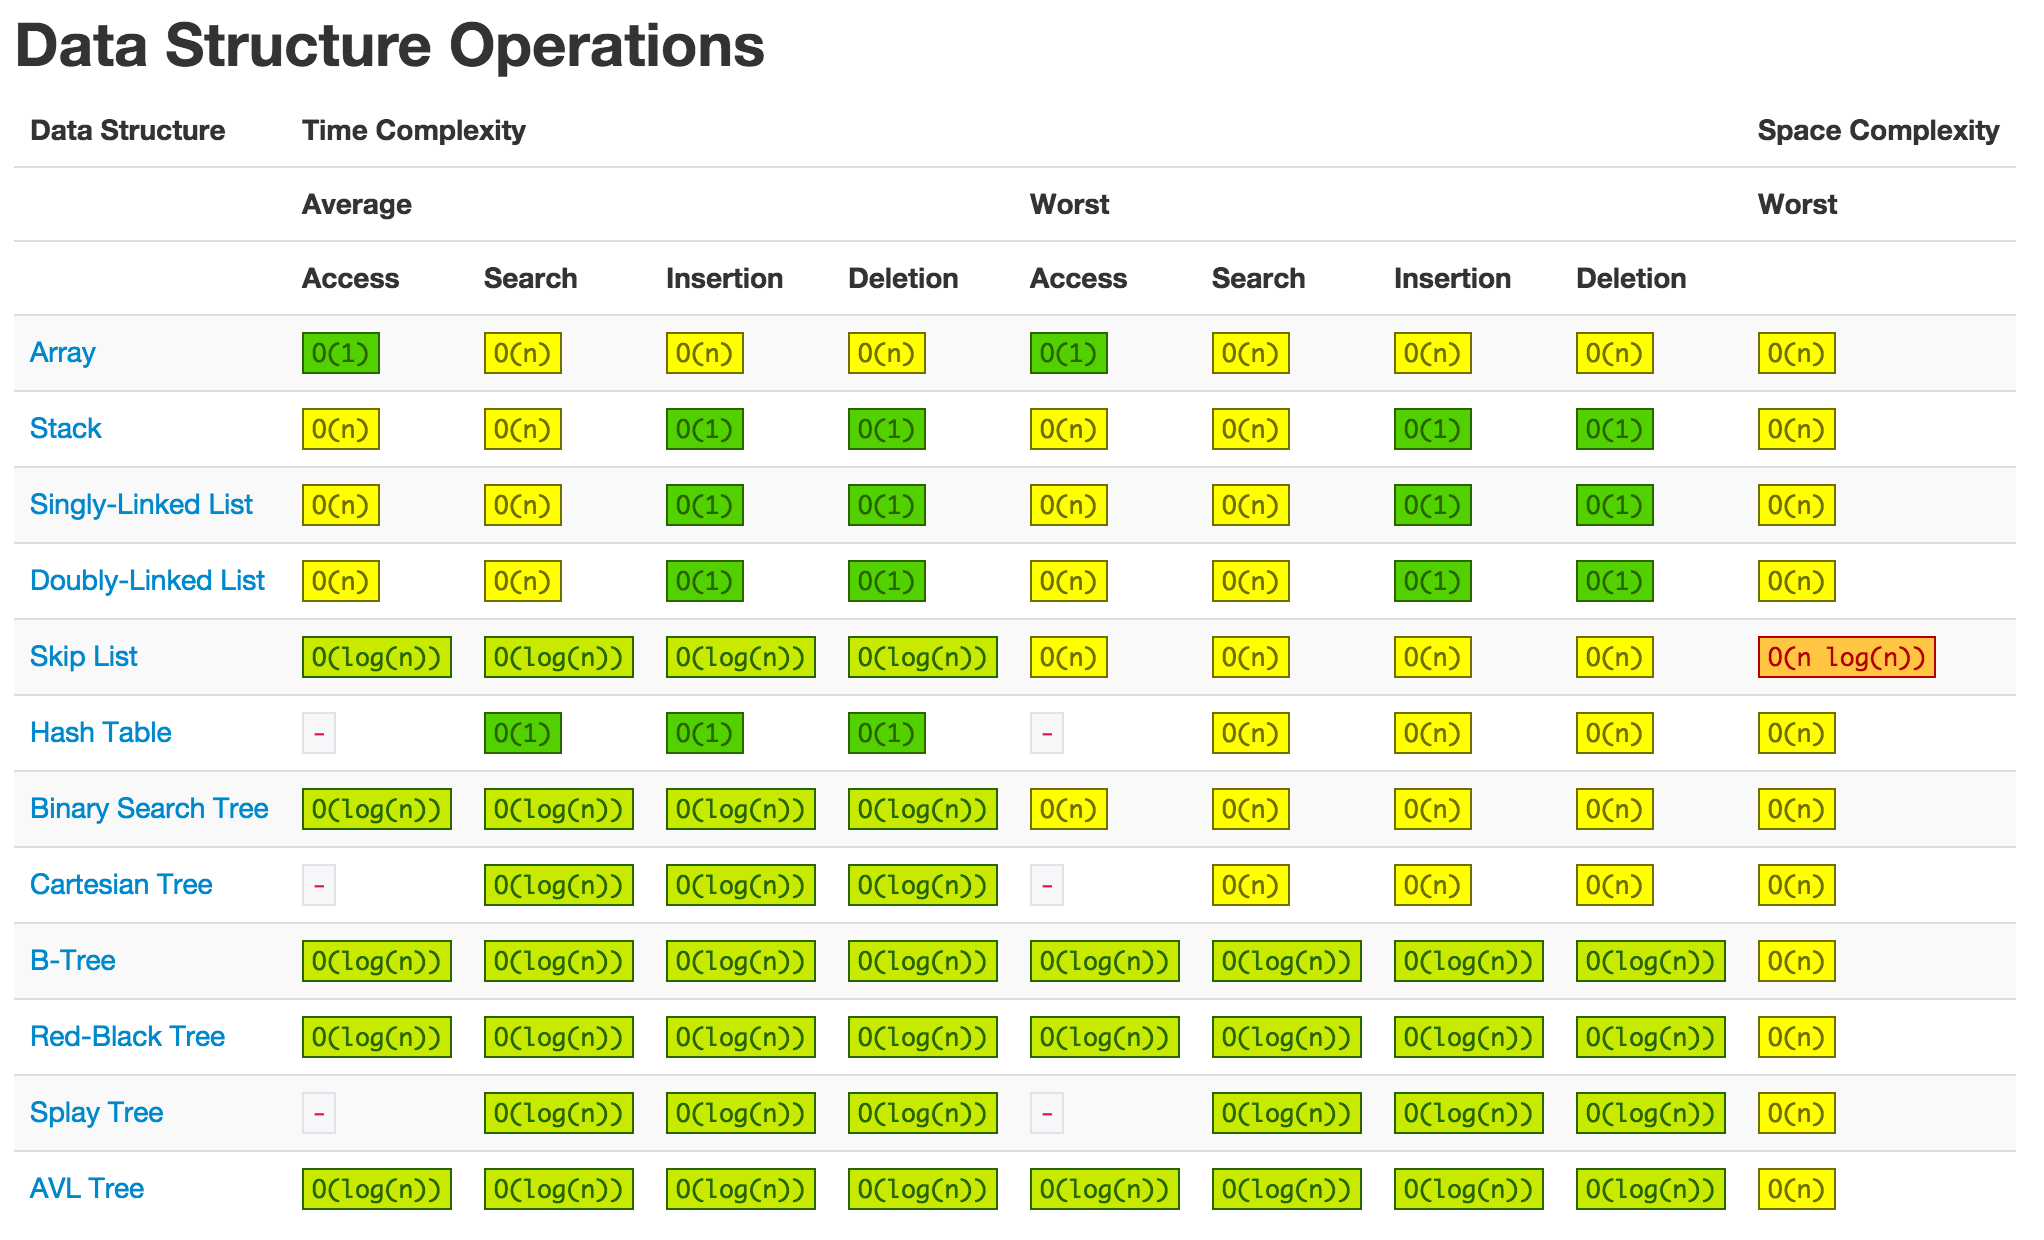 Data Structure Operations
Data Structure Time Complexity Space Complexity
Average Worst Worst
Access Search Insertion Deletion Access Search Insertion Deletion
Array O(1) O(n) O(n) O(n) O(1) O(n) O(n) O(n) O(n)
Stack O(n) O(n) O(1) O(1) O(n) O(n) O(1) O(1) O(n)
Singly-Linked List O(n) O(n) O(1) O(1) O(n) O(n) O(1) O(1) O(n)
Doubly-Linked List O(n) O(n) O(1) O(1) O(n) O(n) O(1) O(1) O(n)
Skip List O(log(n)) O(log(n)) O(log(n)) O(log(n)) O(n) O(n) O(n) O(n) O(n log(n))
Hash Table - O(1) O(1) O(1) - O(n) O(n) O(n) O(n)
Binary Search Tree O(log(n)) O(log(n)) O(log(n)) O(log(n)) O(n) O(n) O(n) O(n) O(n)
Cartesian Tree - O(log(n)) O(log(n)) O(log(n)) - O(n) O(n) O(n) O(n)
B-Tree O(log(n)) O(log(n)) O(log(n)) O(log(n)) O(log(n)) O(log(n)) O(log(n)) O(log(n)) O(n)
Red-Black Tree O(log(n)) O(log(n)) O(log(n)) O(log(n)) O(log(n)) O(log(n)) O(log(n)) O(log(n)) O(n)
Splay Tree - O(log(n)) O(log(n)) O(log(n)) - O(log(n)) O(log(n)) O(log(n)) O(n)
AVL Tree O(log(n)) O(log(n)) O(log(n)) O(log(n)) O(log(n)) O(log(n)) O(log(n)) O(log(n)) O(n)